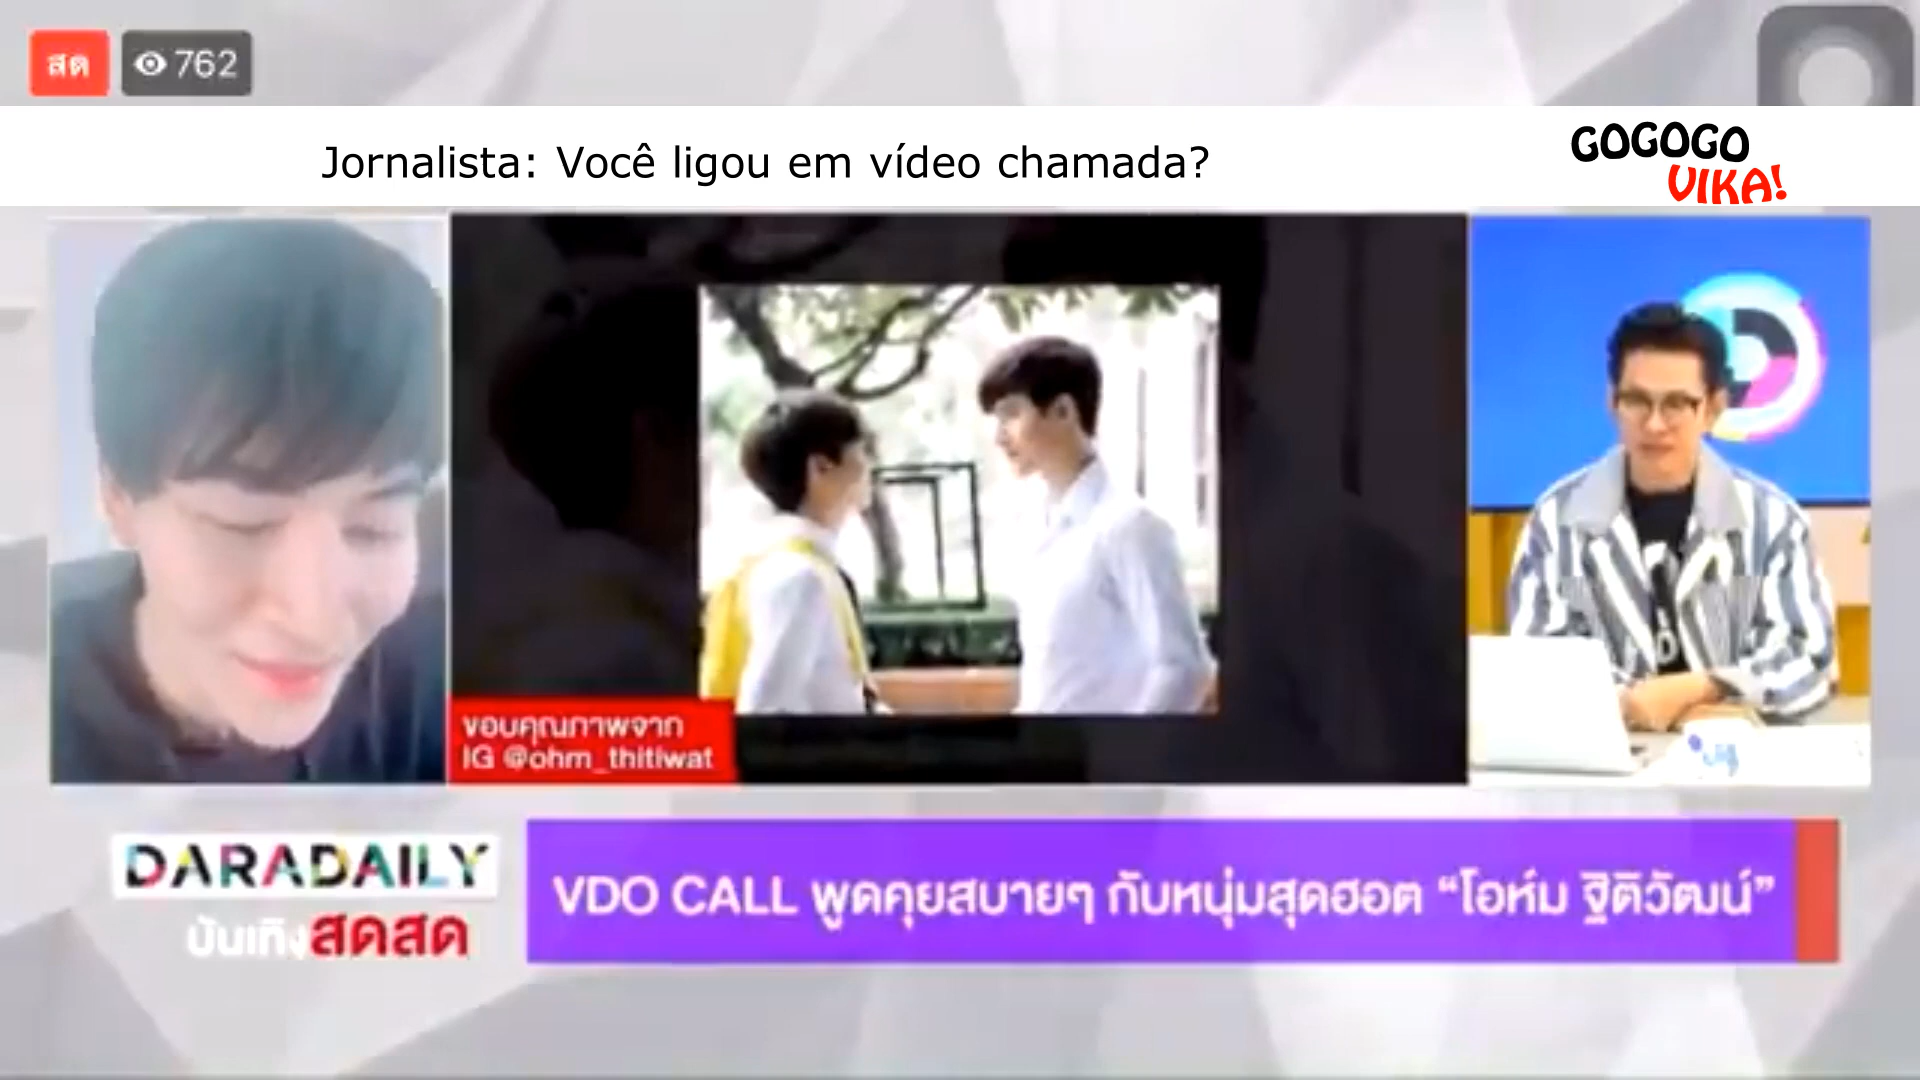 สด 762
Jornalista: Você ligou em vídeo chamada?
GOGOGO
VIKA!
ขอบคุณภาพจาก
IG @ohm_thitiwat
DARADAILY
บันเทิงสดสด
VDO CALL พูดคุยสบายๆ กับหนุ่มสุดฮอต “โอห์ม ฐิติวัฒน์”